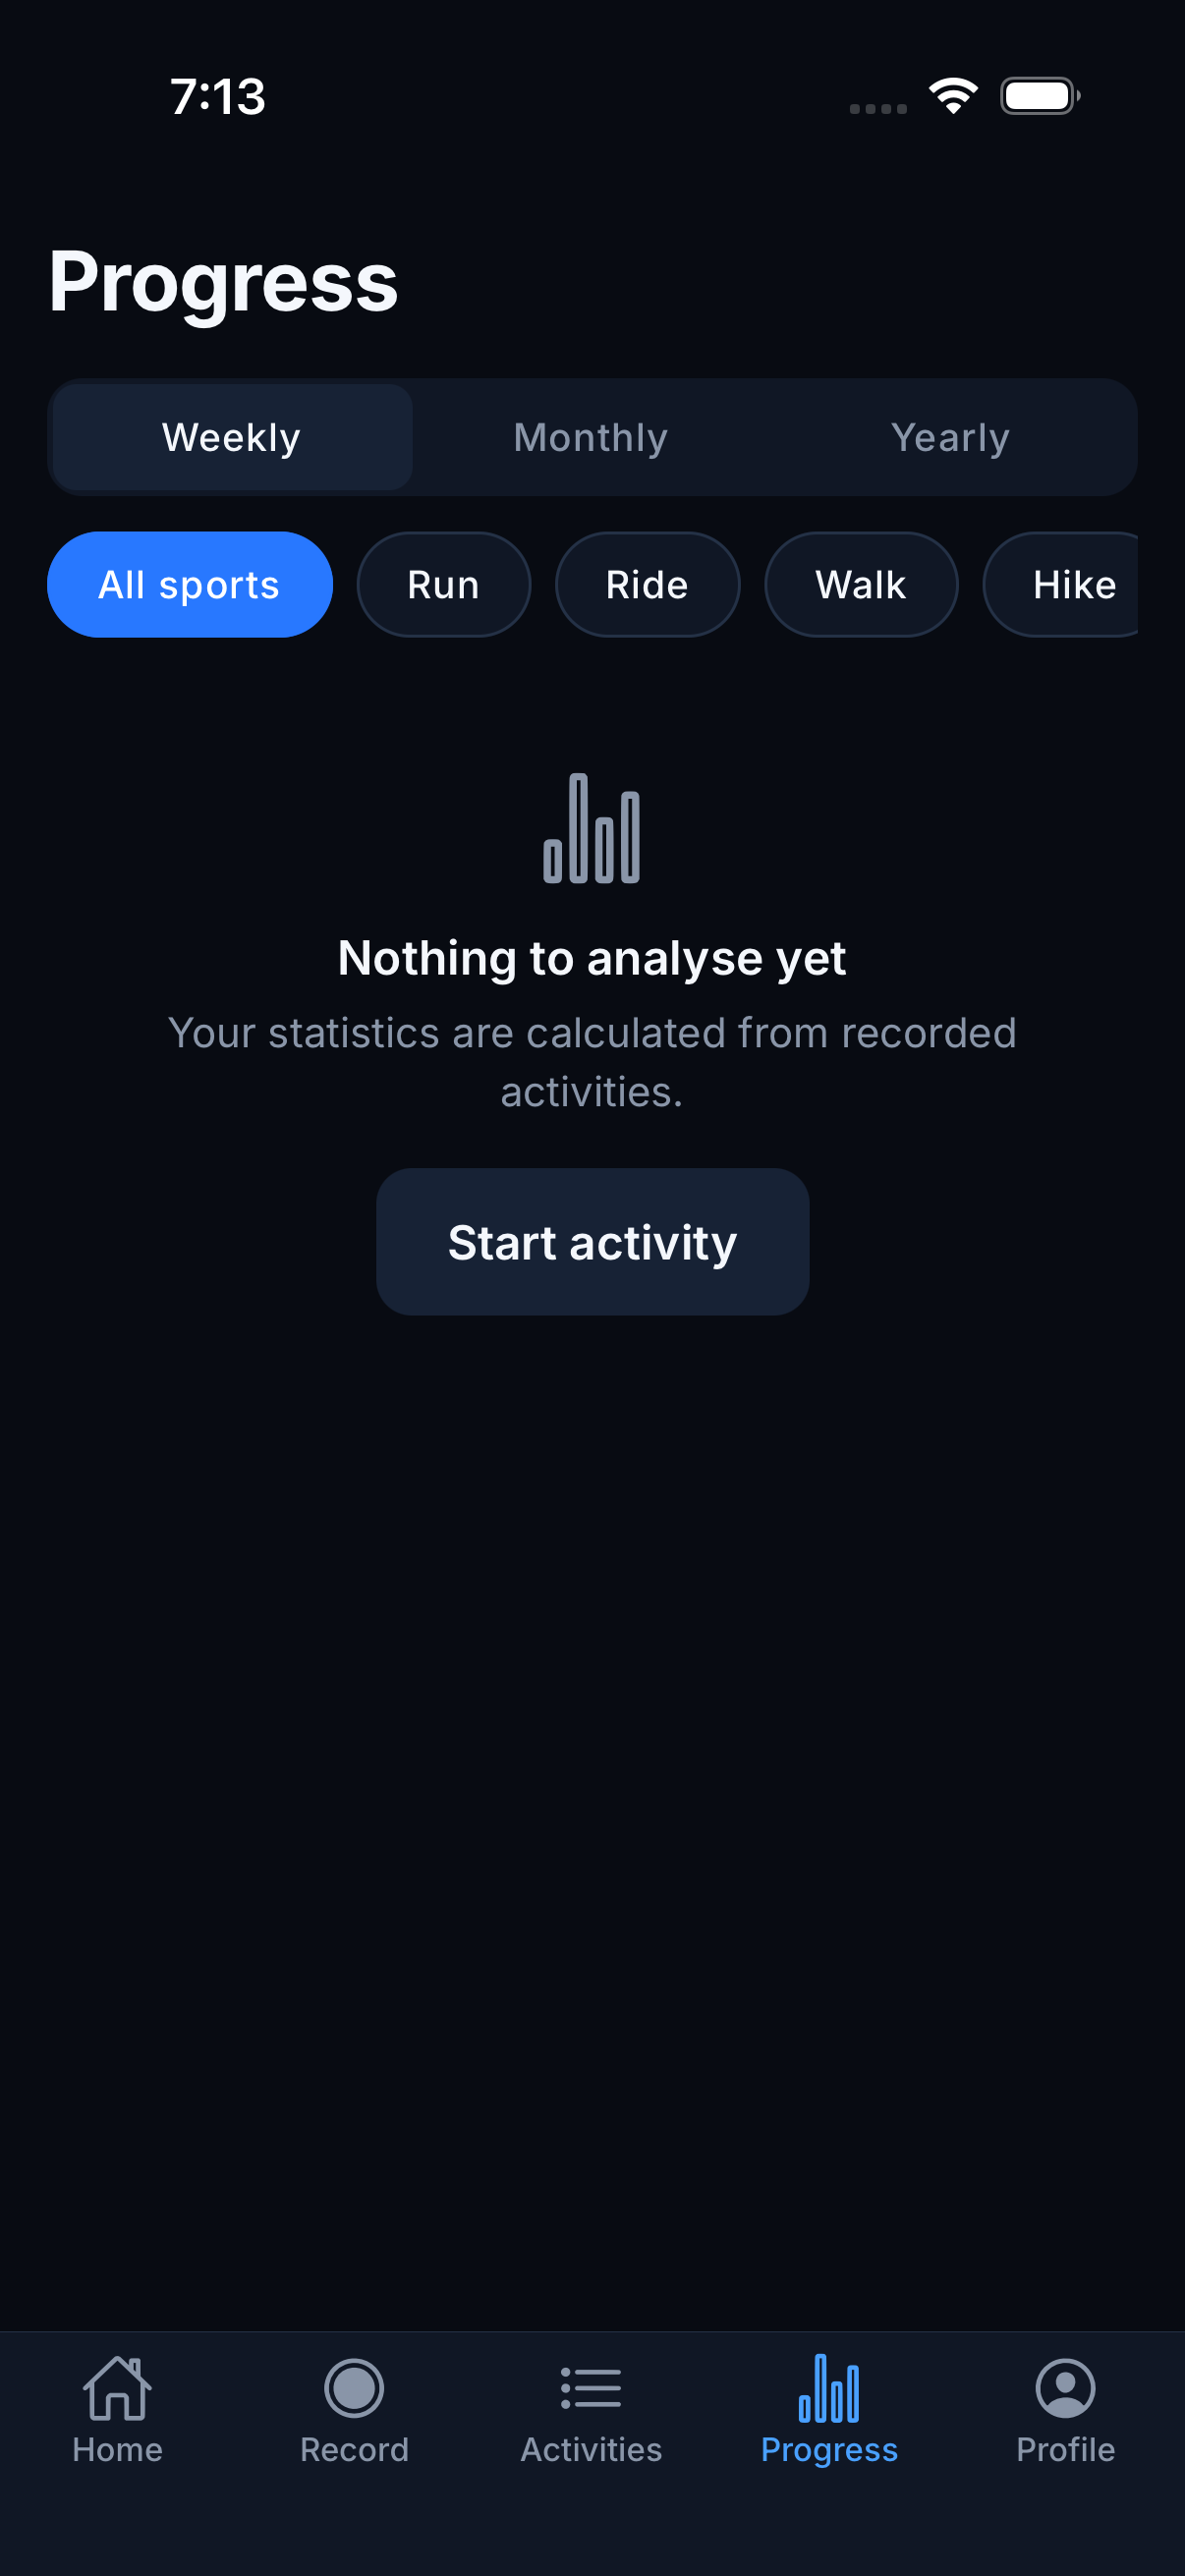 7:13
Progress
Weekly Monthly Yearly
All sports Run Ride Walk Hike
Nothing to analyse yet
Your statistics are calculated from recorded
activities.
Start activity
Home Record Activities Progress Profile